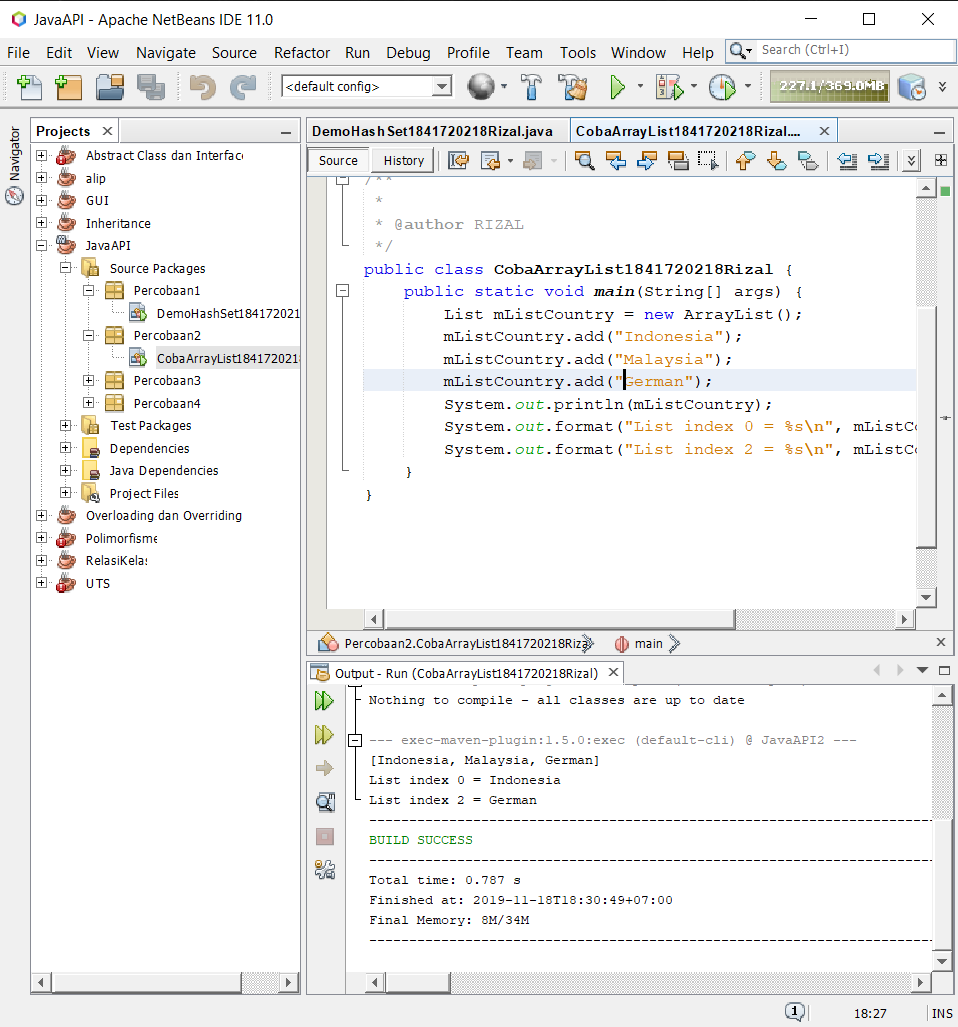 JavaAPI - Apache NetBeans IDE 11.0
File Edit View Navigate Source Refactor Run Debug Profile Team Tools Window Help Search (Ctrl+I)
<default config> 227.1/369.0MB
Navigator
Projects
Abstract Class dan Interface
alip
GUI
Inheritance
JavaAPI
Source Packages
Percobaan1
DemoHashSet184172021
Percobaan2
CobaArrayList184172021
Percobaan3
Percobaan4
Test Packages
Dependencies
Java Dependencies
Project Files
Overloading dan Overriding
Polimorfisme
RelasiKelas
UTS
DemoHashSet1841720218Rizal.java CobaArrayList1841720218Rizal....
Source History
/**
*
* @author RIZAL
*/
public class CobaArrayList1841720218Rizal {
public static void main(String[] args) {
List mListCountry = new ArrayList();
mListCountry.add("Indonesia");
mListCountry.add("Malaysia");
mListCountry.add("German");
System.out.println(mListCountry);
System.out.format("List index 0 = %s\n", mListCo
System.out.format("List index 2 = %s\n", mListCo
}
}
Percobaan2.CobaArrayList1841720218Rizal main
Output - Run (CobaArrayList1841720218Rizal)
Nothing to compile - all classes are up to date
--- exec-maven-plugin:1.5.0:exec (default-cli) @ JavaAPI2 ---
[Indonesia, Malaysia, German]
List index 0 = Indonesia
List index 2 = German
------------------------------------------------------------------------
BUILD SUCCESS
------------------------------------------------------------------------
Total time: 0.787 s
Finished at: 2019-11-18T18:30:49+07:00
Final Memory: 8M/34M
------------------------------------------------------------------------
18:27 INS